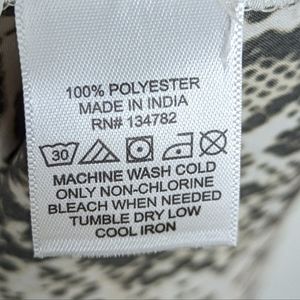 100% POLYESTER
MADE IN INDIA
RN# 134782
30
MACHINE WASH COLD
ONLY NON-CHLORINE
BLEACH WHEN NEEDED
TUMBLE DRY LOW
COOL IRON